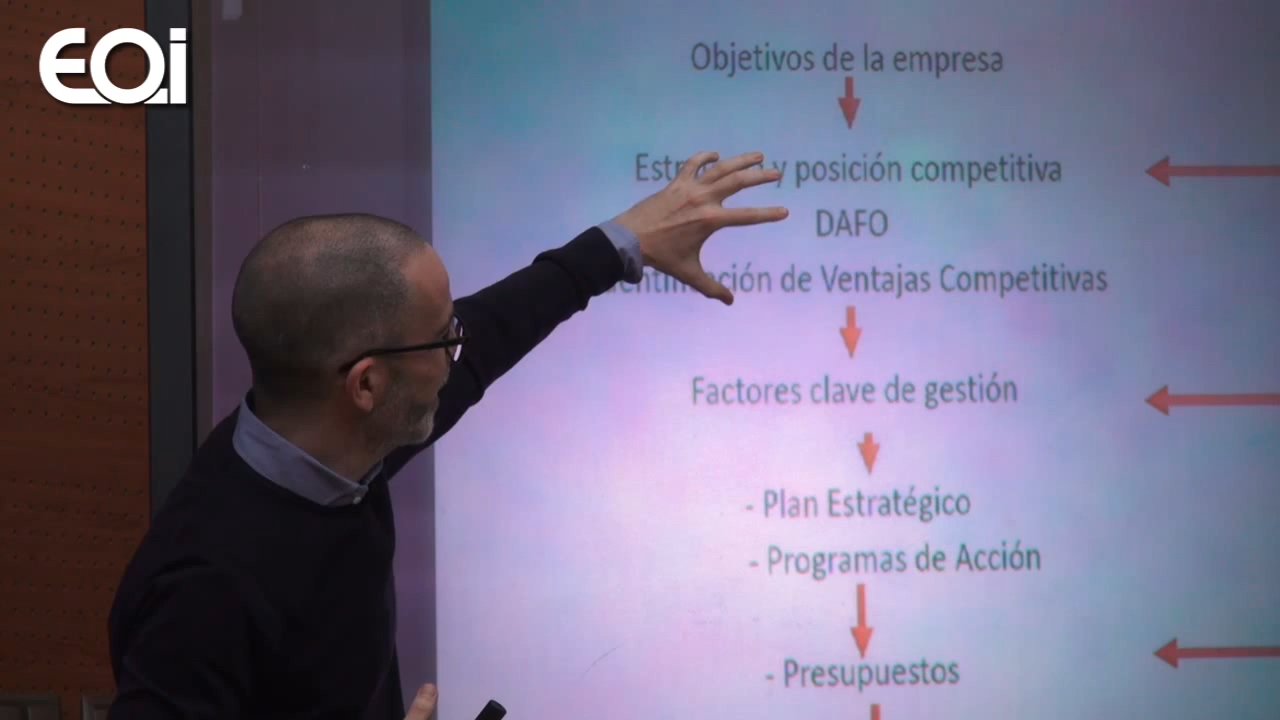 EOi
Objetivos de la empresa
y posición competitiva
DAFO
de Ventajas Competitivas
Factores clave de gestión
- Plan Estratégico
- Programas de Acción
- Presupuestos